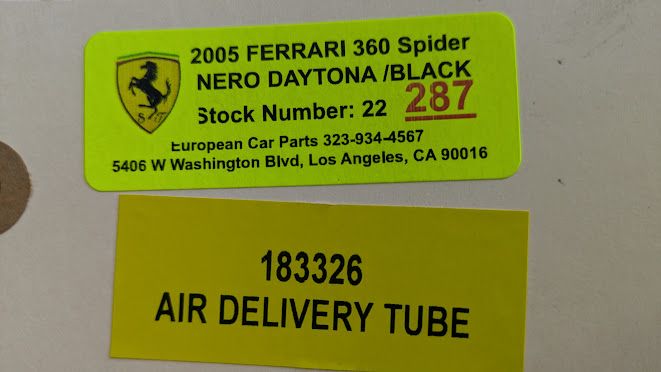 2005 FERRARI 360 Spider
NERO DAYTONA /BLACK
Stock Number: 22 287
European Car Parts 323-934-4567
5406 W Washington Blvd, Los Angeles, CA 90016
S F
183326
AIR DELIVERY TUBE